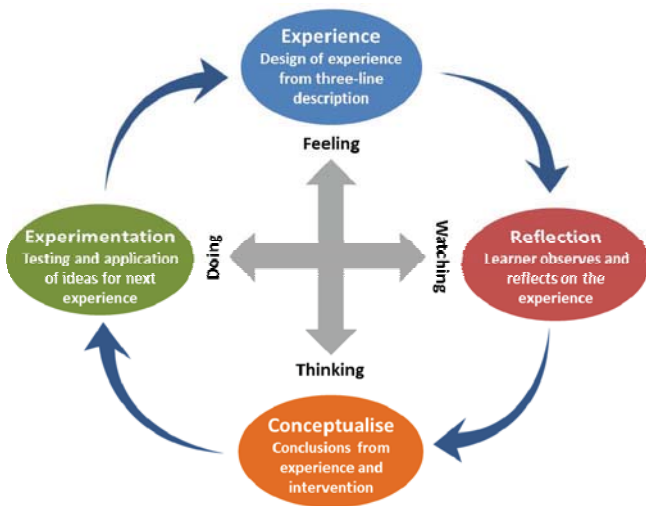 Experience
Design of experience
from three-line
description
Feeling
Experimentation
Testing and application
of ideas for next
experience
Doing
Watching
Reflection
Learner observes and
reflects on the
experience
Thinking
Conceptualise
Conclusions from
experience and
intervention